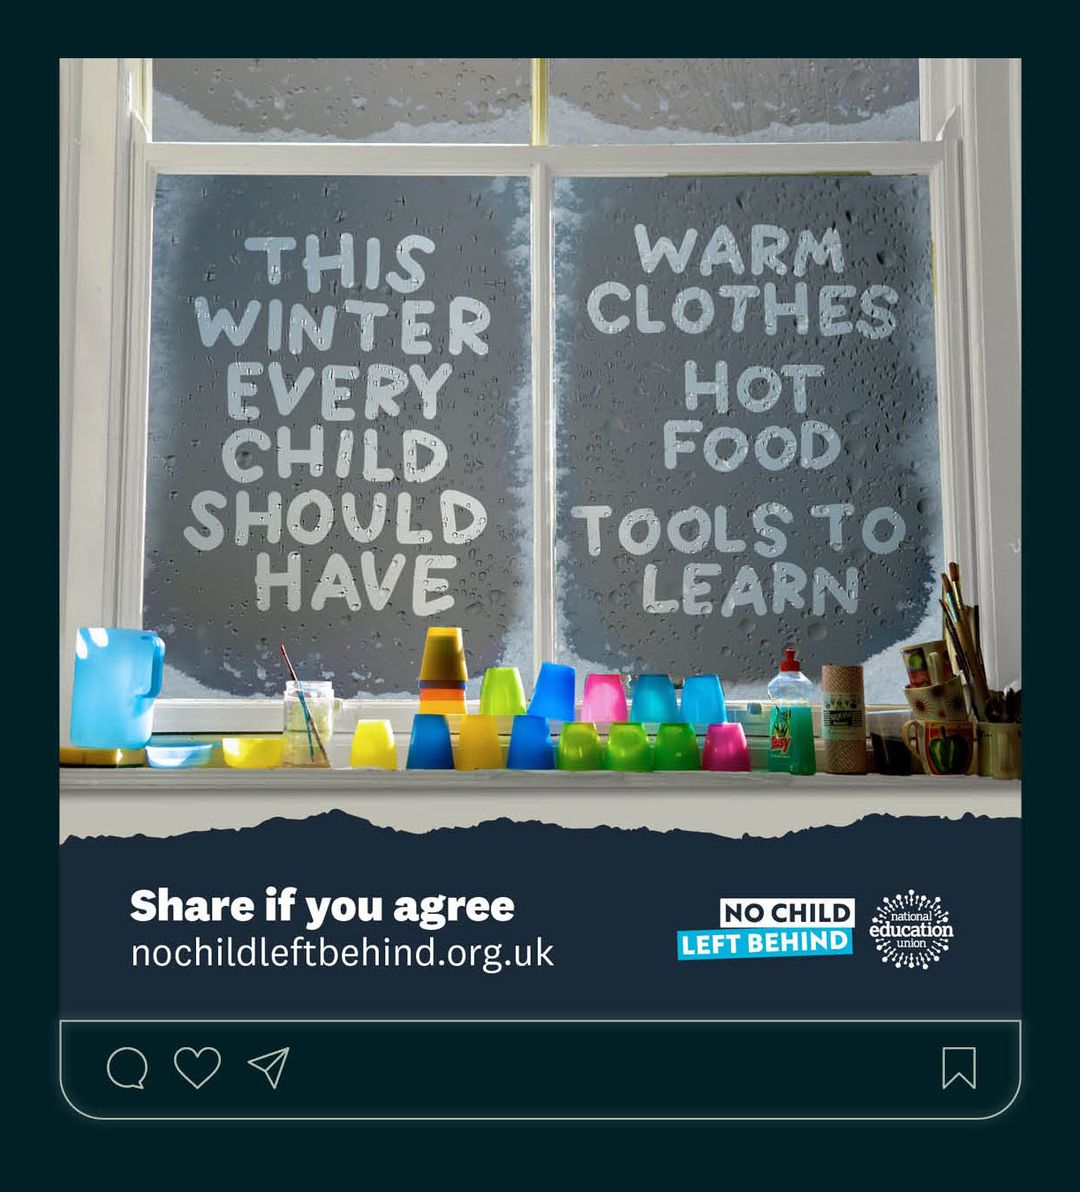 THIS
WINTER
EVERY
CHILD
SHOULD
HAVE
WARM
CLOTHES
HOT
FOOD
TOOLS TO
LEARN
Share if you agree
nochildleftbehind.org.uk
NO CHILD
LEFT BEHIND
national
education
union